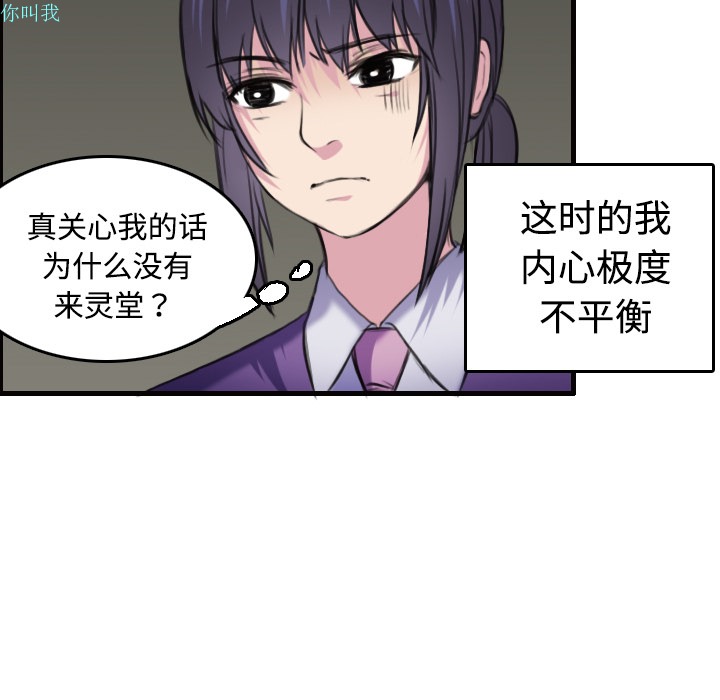 你叫我
真关心我的话
为什么没有
来灵堂？
这时的我
内心极度
不平衡